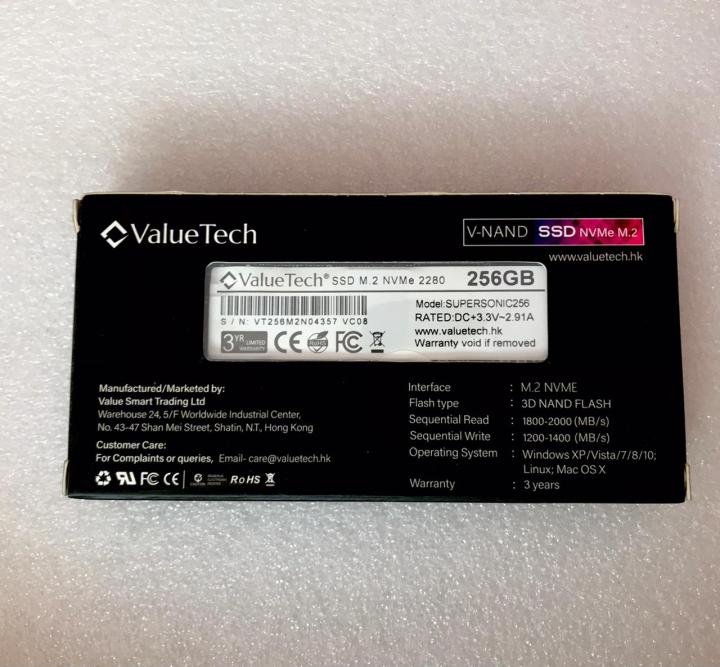 ValueTech
V-NAND SSD NVMe M.2
www.valuetech.hk
ValueTech® SSD M.2 NVMe 2280 256GB
S / N: VT256M2N04357 VC08
Model:SUPERSONIC256
RATED:DC+3.3V~2.91A
www.valuetech.hk
Warranty void if removed
3 YR LIMITED WARRANTY CE RoHS FC
Manufactured/Marketed by:
Value Smart Trading Ltd
Warehouse 24, 5/F Worldwide Industrial Center,
No. 43-47 Shan Mei Street, Shatin, N.T., Hong Kong
Customer Care:
For Complaints or queries, Email- care@valuetech.hk
FC CE RoHS
Interface : M.2 NVME
Flash type : 3D NAND FLASH
Sequential Read : 1800-2000 (MB/s)
Sequential Write : 1200-1400 (MB/s)
Operating System : Windows XP/Vista/7/8/10;
Linux; Mac OS X
Warranty : 3 years